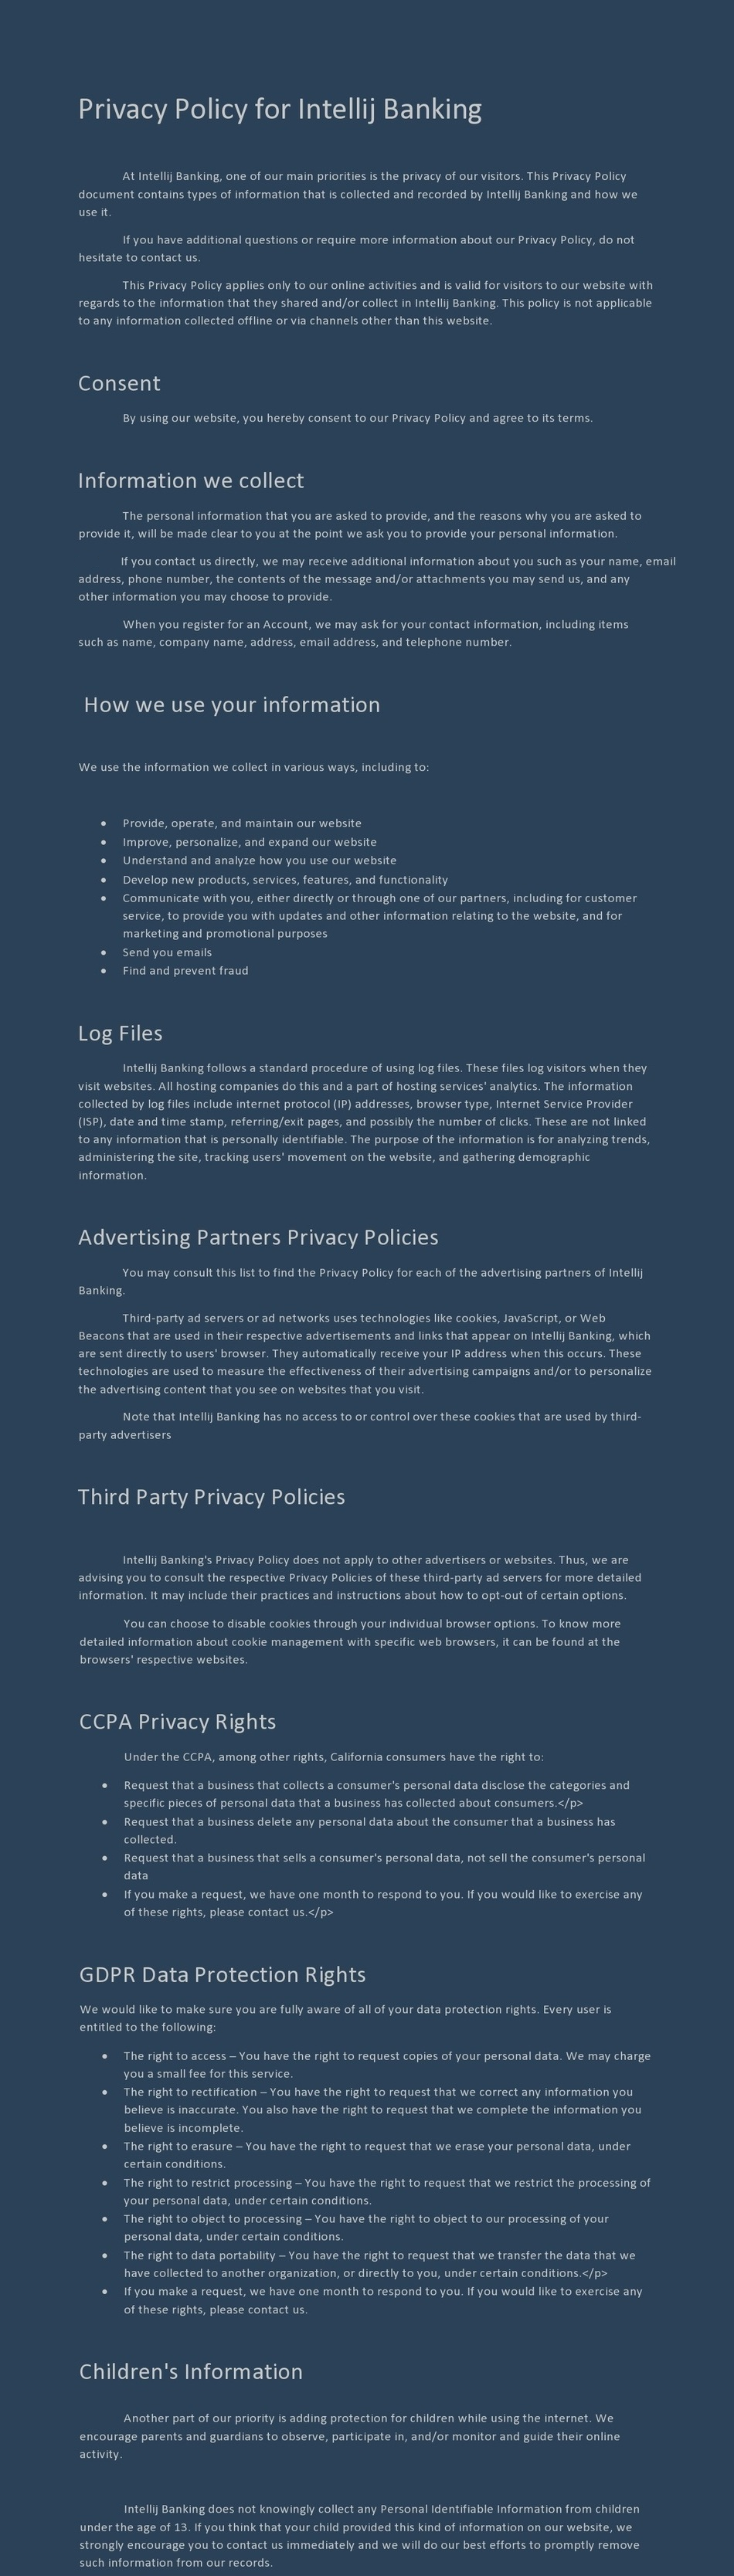 Privacy Policy for Intellij Banking
At Intellij Banking, one of our main priorities is the privacy of our visitors. This Privacy Policy
document contains types of information that is collected and recorded by Intellij Banking and how we
use it.
If you have additional questions or require more information about our Privacy Policy, do not
hesitate to contact us.
This Privacy Policy applies only to our online activities and is valid for visitors to our website with
regards to the information that they shared and/or collect in Intellij Banking. This policy is not applicable
to any information collected offline or via channels other than this website.
Consent
By using our website, you hereby consent to our Privacy Policy and agree to its terms.
Information we collect
The personal information that you are asked to provide, and the reasons why you are asked to
provide it, will be made clear to you at the point we ask you to provide your personal information.
If you contact us directly, we may receive additional information about you such as your name, email
address, phone number, the contents of the message and/or attachments you may send us, and any
other information you may choose to provide.
When you register for an Account, we may ask for your contact information, including items
such as name, company name, address, email address, and telephone number.
How we use your information
We use the information we collect in various ways, including to:
• Provide, operate, and maintain our website
• Improve, personalize, and expand our website
• Understand and analyze how you use our website
• Develop new products, services, features, and functionality
• Communicate with you, either directly or through one of our partners, including for customer
service, to provide you with updates and other information relating to the website, and for
marketing and promotional purposes
• Send you emails
• Find and prevent fraud
Log Files
Intellij Banking follows a standard procedure of using log files. These files log visitors when they
visit websites. All hosting companies do this and a part of hosting services' analytics. The information
collected by log files include internet protocol (IP) addresses, browser type, Internet Service Provider
(ISP), date and time stamp, referring/exit pages, and possibly the number of clicks. These are not linked
to any information that is personally identifiable. The purpose of the information is for analyzing trends,
administering the site, tracking users' movement on the website, and gathering demographic
information.
Advertising Partners Privacy Policies
You may consult this list to find the Privacy Policy for each of the advertising partners of Intellij
Banking.
Third-party ad servers or ad networks uses technologies like cookies, JavaScript, or Web
Beacons that are used in their respective advertisements and links that appear on Intellij Banking, which
are sent directly to users' browser. They automatically receive your IP address when this occurs. These
technologies are used to measure the effectiveness of their advertising campaigns and/or to personalize
the advertising content that you see on websites that you visit.
Note that Intellij Banking has no access to or control over these cookies that are used by third-
party advertisers
Third Party Privacy Policies
Intellij Banking's Privacy Policy does not apply to other advertisers or websites. Thus, we are
advising you to consult the respective Privacy Policies of these third-party ad servers for more detailed
information. It may include their practices and instructions about how to opt-out of certain options.
You can choose to disable cookies through your individual browser options. To know more
detailed information about cookie management with specific web browsers, it can be found at the
browsers' respective websites.
CCPA Privacy Rights
Under the CCPA, among other rights, California consumers have the right to:
• Request that a business that collects a consumer's personal data disclose the categories and
specific pieces of personal data that a business has collected about consumers.</p>
• Request that a business delete any personal data about the consumer that a business has
collected.
• Request that a business that sells a consumer's personal data, not sell the consumer's personal
data
• If you make a request, we have one month to respond to you. If you would like to exercise any
of these rights, please contact us.</p>
GDPR Data Protection Rights
We would like to make sure you are fully aware of all of your data protection rights. Every user is
entitled to the following:
• The right to access – You have the right to request copies of your personal data. We may charge
you a small fee for this service.
• The right to rectification – You have the right to request that we correct any information you
believe is inaccurate. You also have the right to request that we complete the information you
believe is incomplete.
• The right to erasure – You have the right to request that we erase your personal data, under
certain conditions.
• The right to restrict processing – You have the right to request that we restrict the processing of
your personal data, under certain conditions.
• The right to object to processing – You have the right to object to our processing of your
personal data, under certain conditions.
• The right to data portability – You have the right to request that we transfer the data that we
have collected to another organization, or directly to you, under certain conditions.</p>
• If you make a request, we have one month to respond to you. If you would like to exercise any
of these rights, please contact us.
Children's Information
Another part of our priority is adding protection for children while using the internet. We
encourage parents and guardians to observe, participate in, and/or monitor and guide their online
activity.
Intellij Banking does not knowingly collect any Personal Identifiable Information from children
under the age of 13. If you think that your child provided this kind of information on our website, we
strongly encourage you to contact us immediately and we will do our best efforts to promptly remove
such information from our records.